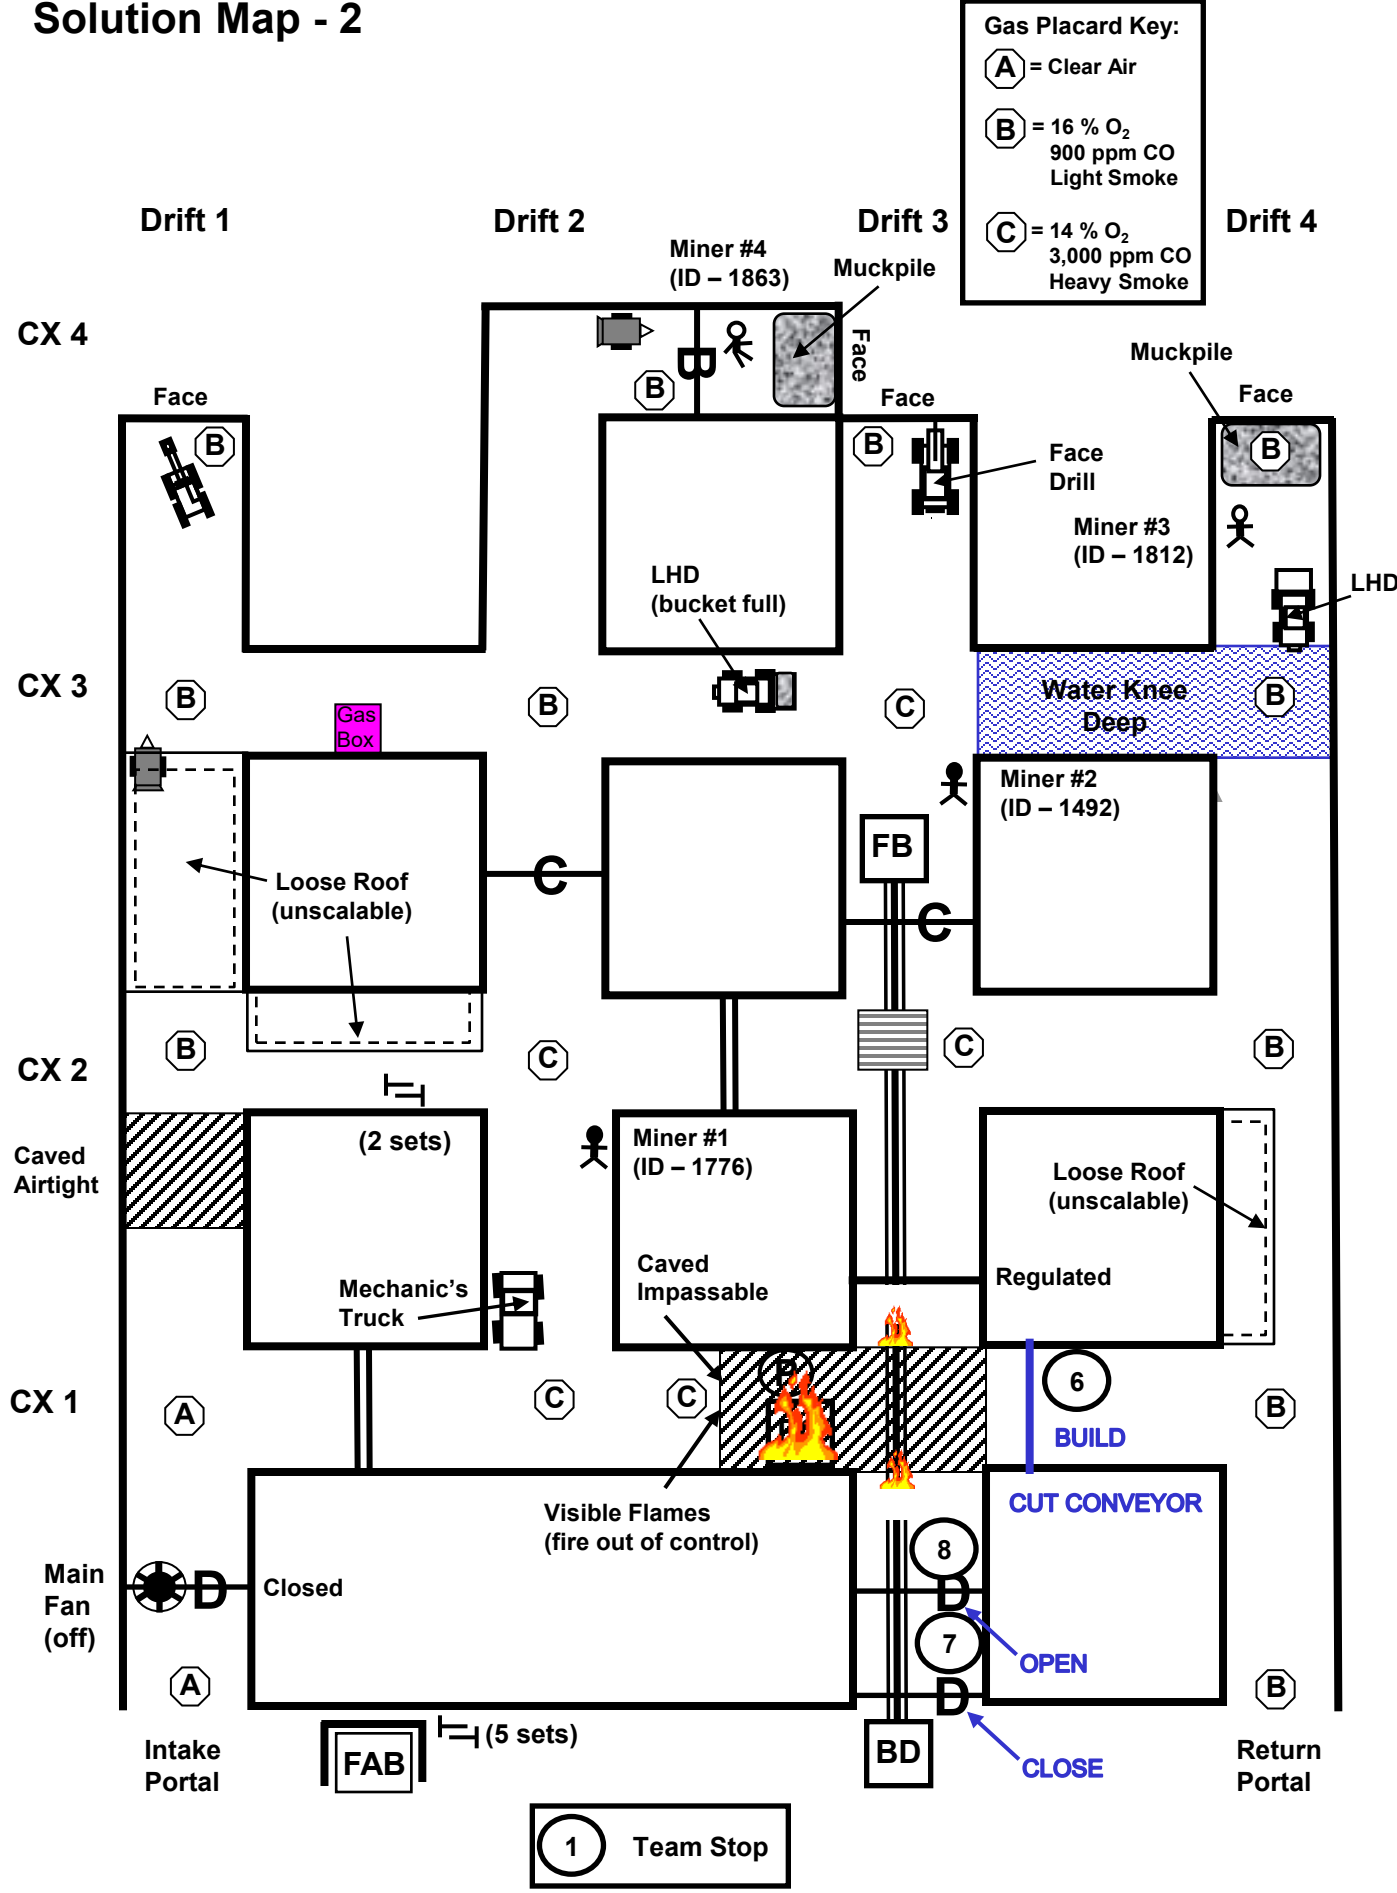 Solution Map - 2
Gas Placard Key:
A = Clear Air
B = 16 % O₂
900 ppm CO
Light Smoke
C = 14 % O₂
3,000 ppm CO
Heavy Smoke
Drift 1
Drift 2
Drift 3
Drift 4
Miner #4
(ID – 1863)
Muckpile
CX 4
Face
B
B
Muckpile
Face
Face
Face
B
B
B
Face
Drill
Miner #3
(ID – 1812)
LHD
(bucket full)
LHD
CX 3
B
Gas
Box
B
C
Water Knee
Deep
B
Miner #2
(ID – 1492)
FB
Loose Roof
(unscalable)
C
C
CX 2
B
C
C
B
(2 sets)
Miner #1
(ID – 1776)
Caved
Airtight
Loose Roof
(unscalable)
Mechanic's
Truck
Caved
Impassable
Regulated
P
6
CX 1
A
C
C
B
BUILD
Visible Flames
(fire out of control)
CUT CONVEYOR
8
Main
Fan
(off)
D
Closed
D
7
OPEN
A
D
B
(5 sets)
FAB
BD
CLOSE
Intake
Portal
Return
Portal
1 Team Stop